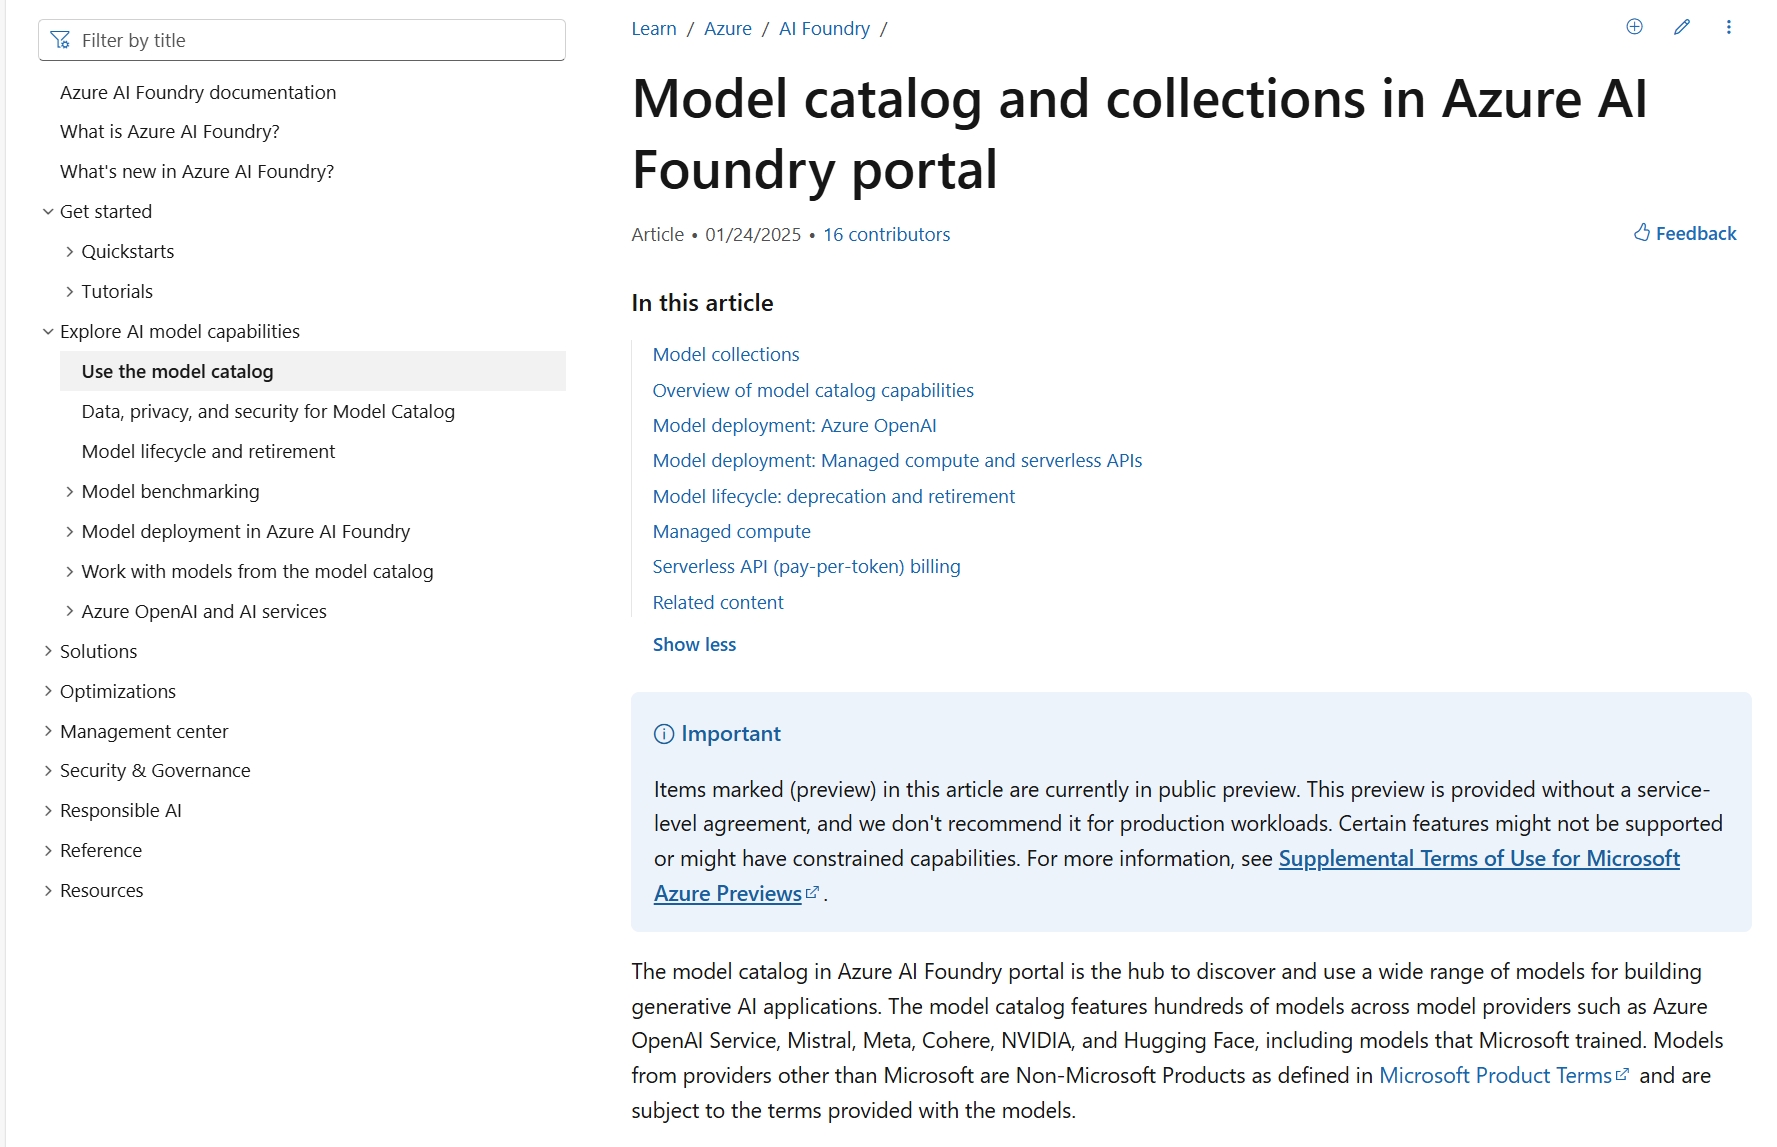 Filter by title
Azure AI Foundry documentation
What is Azure AI Foundry?
What's new in Azure AI Foundry?
Get started
Quickstarts
Tutorials
Explore AI model capabilities
Use the model catalog
Data, privacy, and security for Model Catalog
Model lifecycle and retirement
Model benchmarking
Model deployment in Azure AI Foundry
Work with models from the model catalog
Azure OpenAI and AI services
Solutions
Optimizations
Management center
Security & Governance
Responsible AI
Reference
Resources
Learn / Azure / AI Foundry /
Model catalog and collections in Azure AI
Foundry portal
Article • 01/24/2025 • 16 contributors
Feedback
In this article
Model collections
Overview of model catalog capabilities
Model deployment: Azure OpenAI
Model deployment: Managed compute and serverless APIs
Model lifecycle: deprecation and retirement
Managed compute
Serverless API (pay-per-token) billing
Related content
Show less
Important
Items marked (preview) in this article are currently in public preview. This preview is provided without a service-
level agreement, and we don't recommend it for production workloads. Certain features might not be supported
or might have constrained capabilities. For more information, see Supplemental Terms of Use for Microsoft
Azure Previews .
The model catalog in Azure AI Foundry portal is the hub to discover and use a wide range of models for building
generative AI applications. The model catalog features hundreds of models across model providers such as Azure
OpenAI Service, Mistral, Meta, Cohere, NVIDIA, and Hugging Face, including models that Microsoft trained. Models
from providers other than Microsoft are Non-Microsoft Products as defined in Microsoft Product Terms and are
subject to the terms provided with the models.